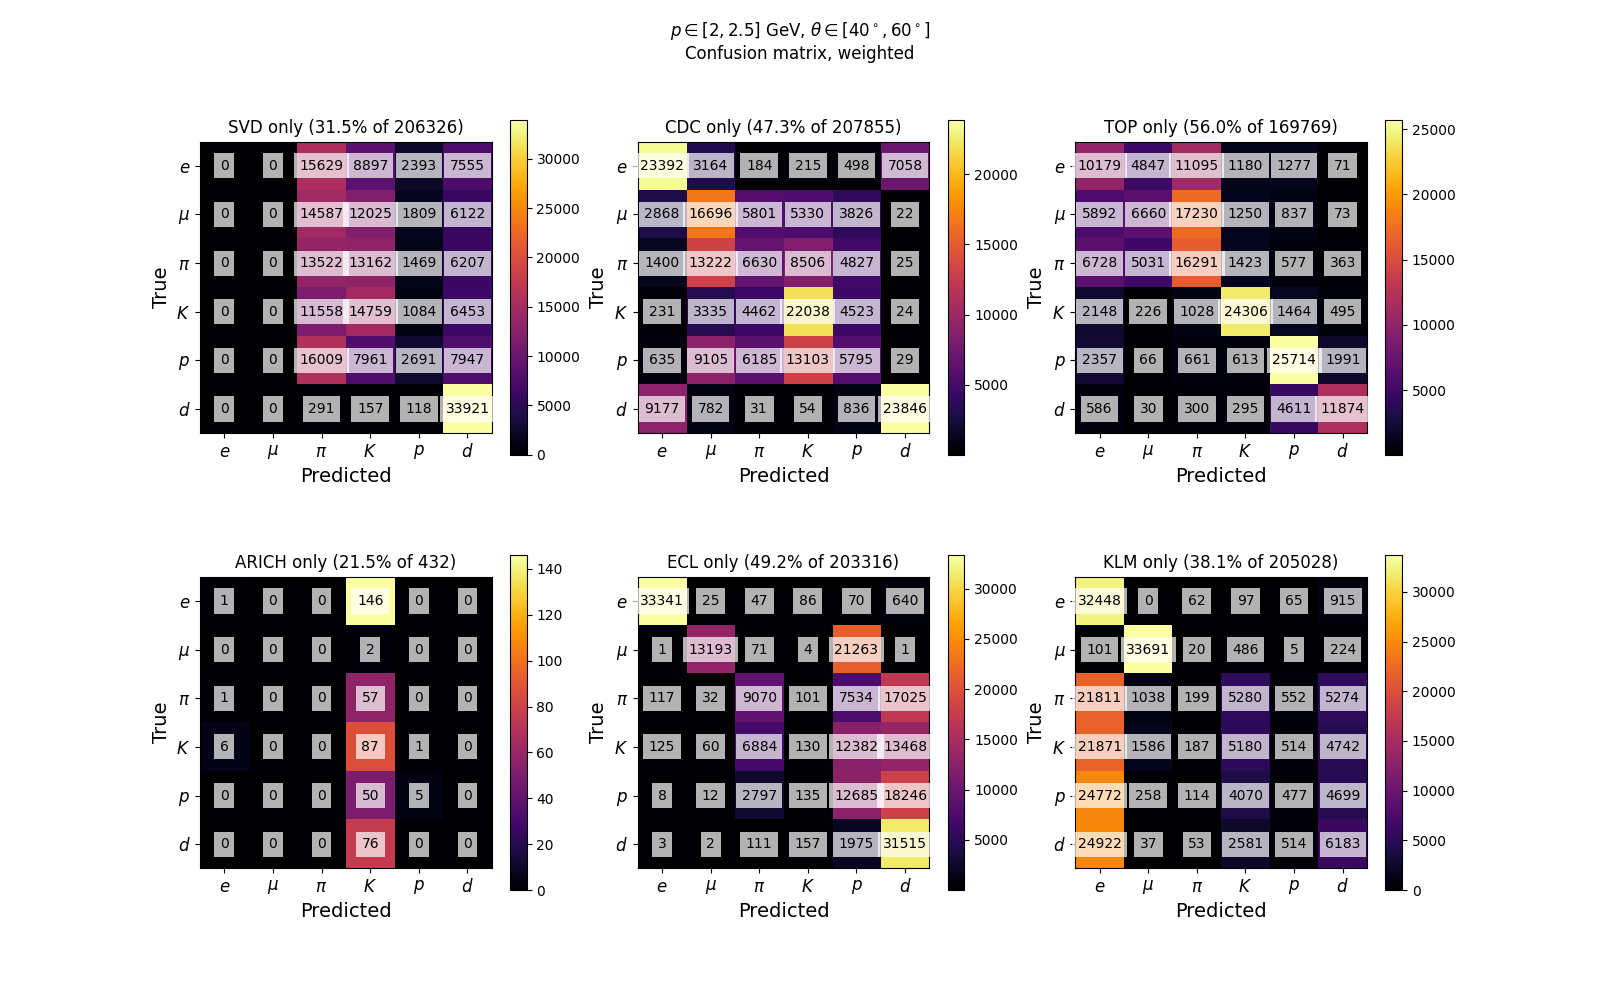 p ∈ [2, 2.5] GeV, θ ∈ [40°, 60°]
Confusion matrix, weighted
SVD only (31.5% of 206326)
e 0 0 15629 8897 2393 7555
μ 0 0 14587 12025 1809 6122
π 0 0 13522 13162 1469 6207
K 0 0 11558 14759 1084 6453
p 0 0 16009 7961 2691 7947
d 0 0 291 157 118 33921
e μ π K p d
Predicted
True
30000
25000
20000
15000
10000
5000
0
CDC only (47.3% of 207855)
e 23392 3164 184 215 498 7058
μ 2868 16696 5801 5330 3826 22
π 1400 13222 6630 8506 4827 25
K 231 3335 4462 22038 4523 24
p 635 9105 6185 13103 5795 29
d 9177 782 31 54 836 23846
e μ π K p d
Predicted
True
20000
15000
10000
5000
TOP only (56.0% of 169769)
e 10179 4847 11095 1180 1277 71
μ 5892 6660 17230 1250 837 73
π 6728 5031 16291 1423 577 363
K 2148 226 1028 24306 1464 495
p 2357 66 661 613 25714 1991
d 586 30 300 295 4611 11874
e μ π K p d
Predicted
True
25000
20000
15000
10000
5000
ARICH only (21.5% of 432)
e 1 0 0 146 0 0
μ 0 0 0 2 0 0
π 1 0 0 57 0 0
K 6 0 0 87 1 0
p 0 0 0 50 5 0
d 0 0 0 76 0 0
e μ π K p d
Predicted
True
140
120
100
80
60
40
20
0
ECL only (49.2% of 203316)
e 33341 25 47 86 70 640
μ 1 13193 71 4 21263 1
π 117 32 9070 101 7534 17025
K 125 60 6884 130 12382 13468
p 8 12 2797 135 12685 18246
d 3 2 111 157 1975 31515
e μ π K p d
Predicted
True
30000
25000
20000
15000
10000
5000
KLM only (38.1% of 205028)
e 32448 0 62 97 65 915
μ 101 33691 20 486 5 224
π 21811 1038 199 5280 552 5274
K 21871 1586 187 5180 514 4742
p 24772 258 114 4070 477 4699
d 24922 37 53 2581 514 6183
e μ π K p d
Predicted
True
30000
25000
20000
15000
10000
5000
0